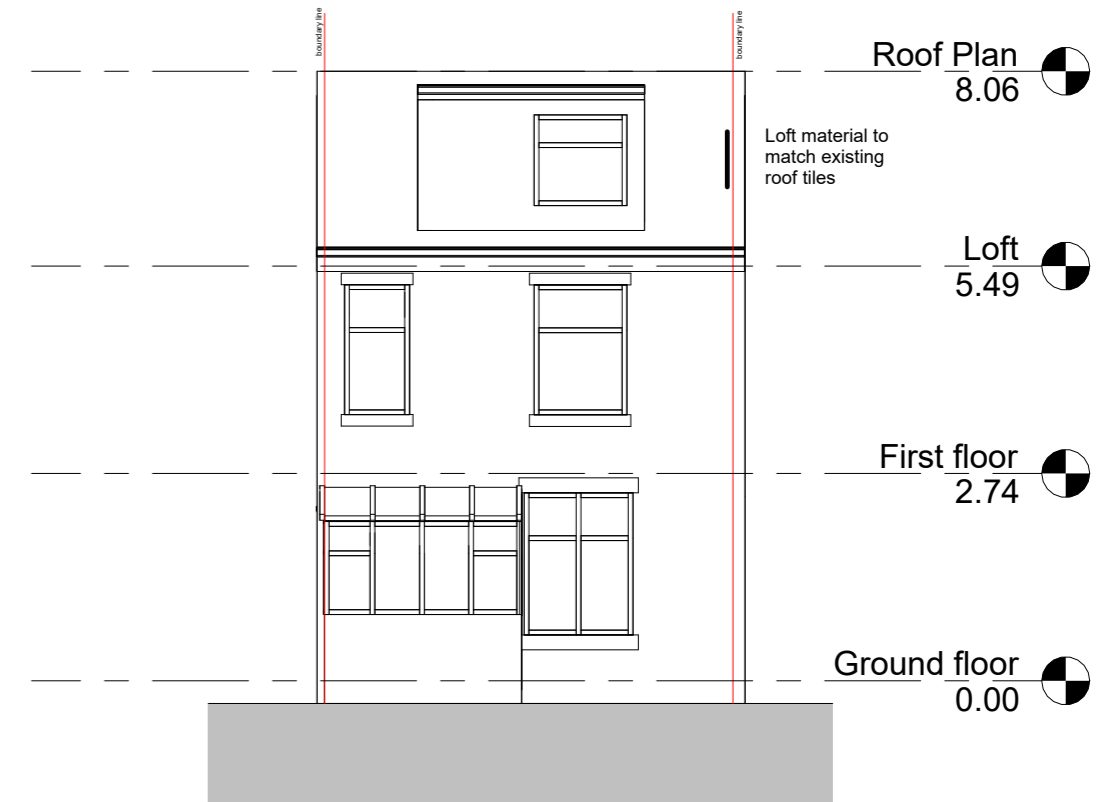 boundary line
boundary line
Roof Plan
8.06
Loft material to
match existing
roof tiles
Loft
5.49
First floor
2.74
Ground floor
0.00